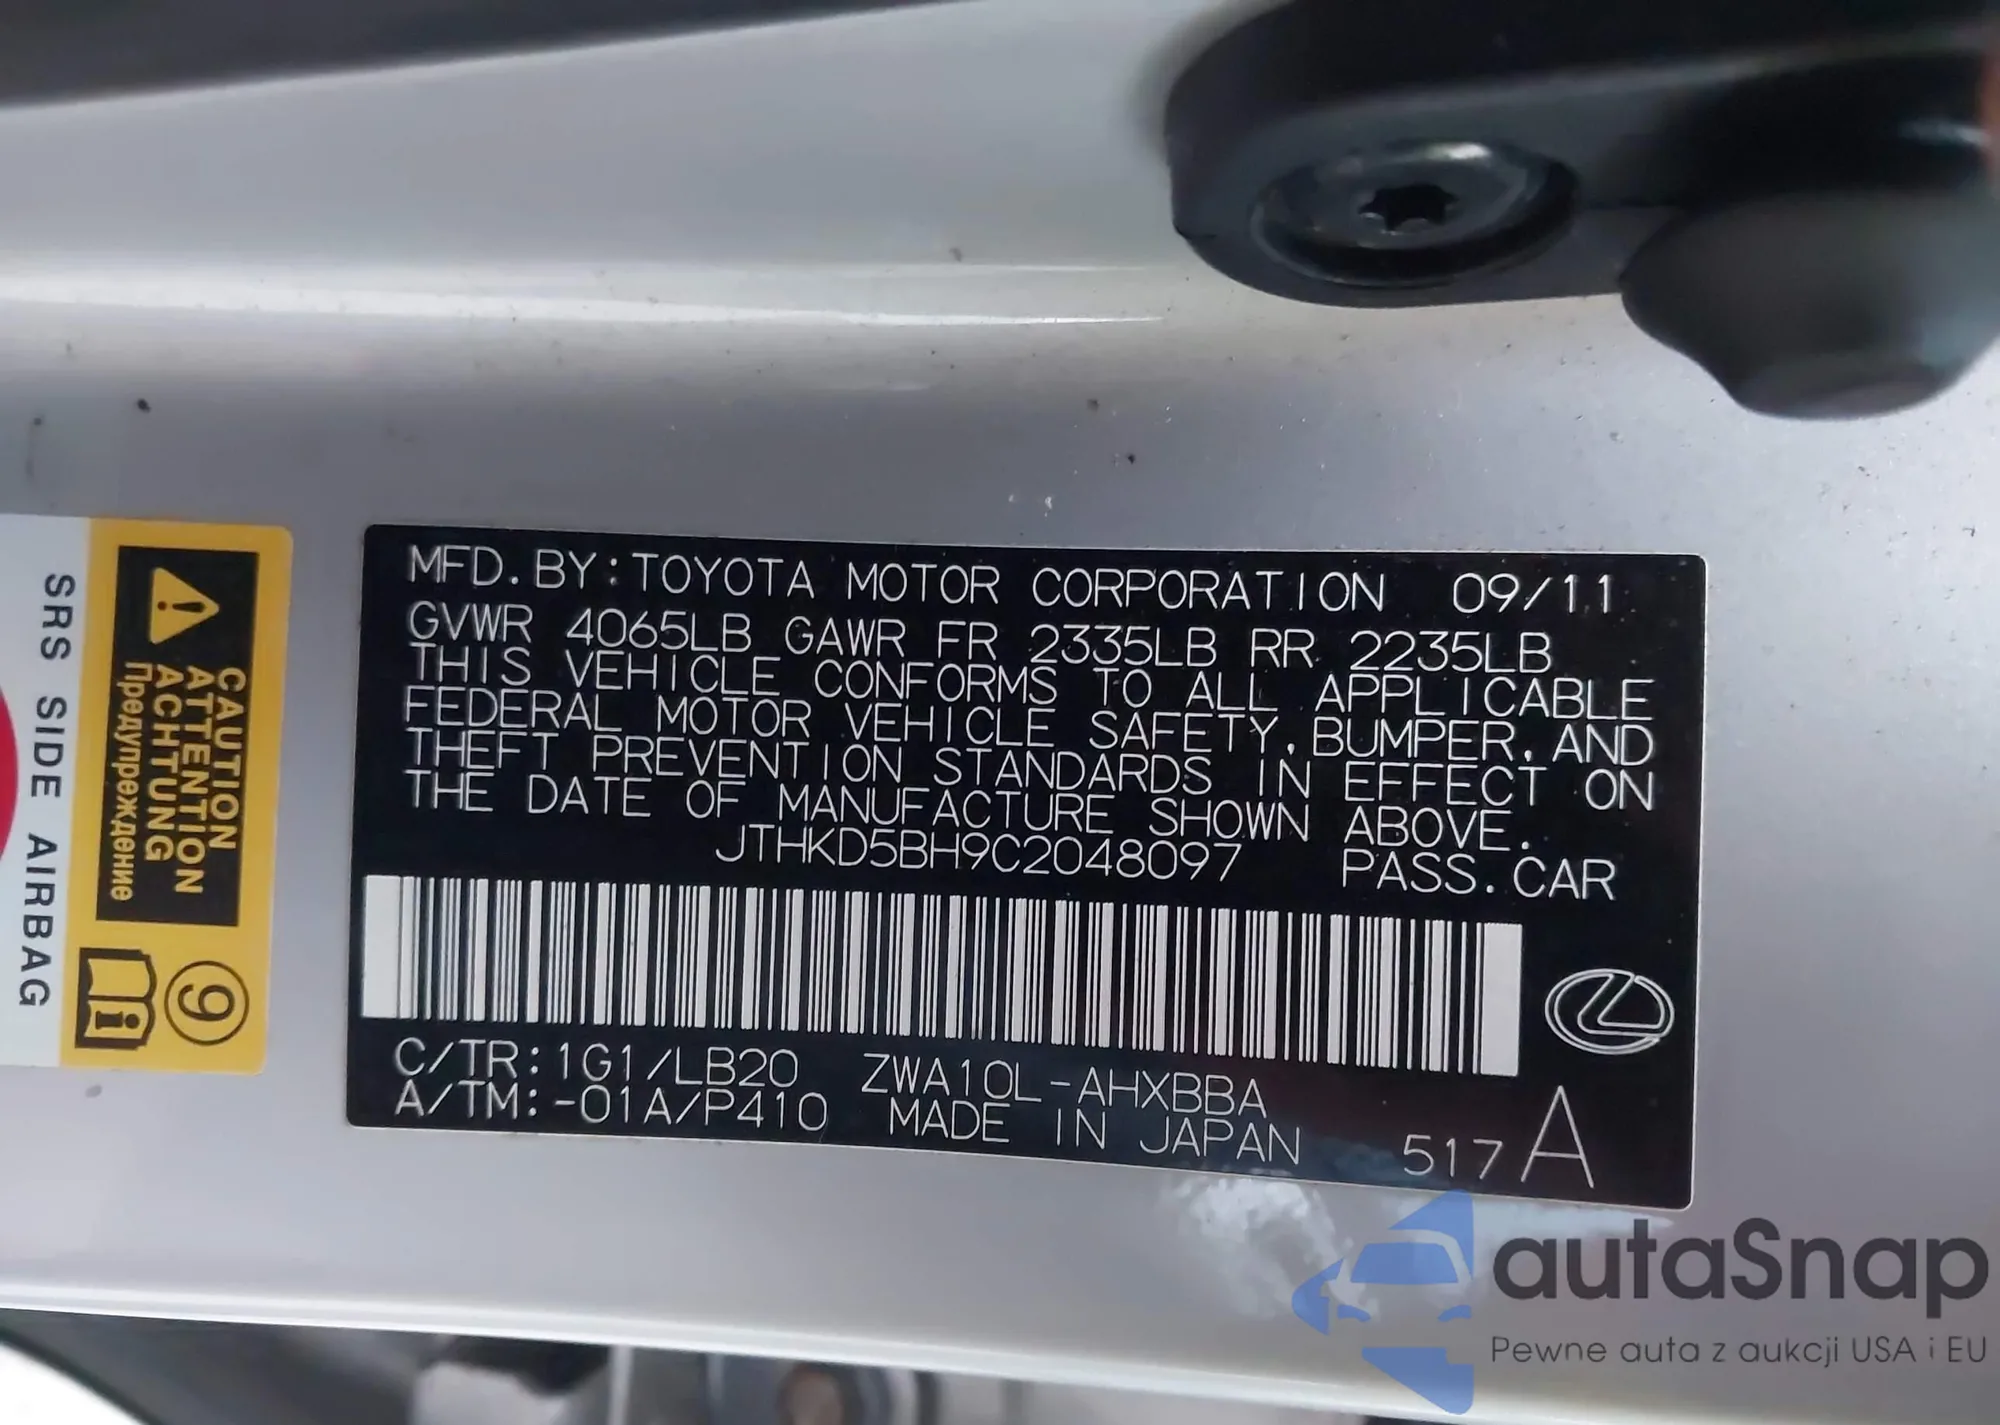 MFD.BY:TOYOTA MOTOR CORPORATION 09/11
GVWR 4065LB GAWR FR 2335LB RR 2235LB
THIS VEHICLE CONFORMS TO ALL APPLICABLE
FEDERAL MOTOR VEHICLE SAFETY, BUMPER, AND
THEFT PREVENTION STANDARDS IN EFFECT ON
THE DATE OF MANUFACTURE SHOWN ABOVE.
JTHKD5BH9C2048097 PASS.CAR
C/TR:1G1/LB20 ZWA10L-AHXBBA
A/TM:-01A/P410 MADE IN JAPAN 517 A
CAUTION
ATTENTION
ACHTUNG
Предупреждение
9
SRS SIDE AIRBAG
autaSnap
Pewne auta z aukcji USA i EU